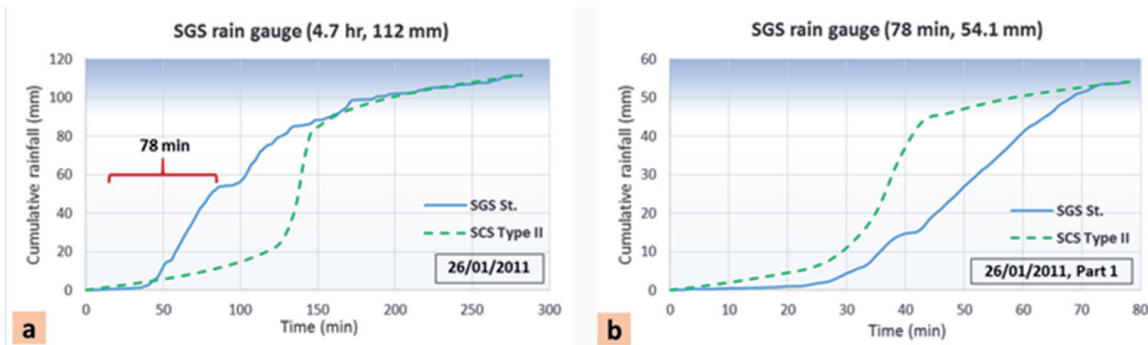 SGS rain gauge (4.7 hr, 112 mm)
Cumulative rainfall (mm)
120
100
80
60
40
20
0
78 min
SGS St.
SCS Type II
26/01/2011
0 50 100 150 200 250 300
Time (min)
a
SGS rain gauge (78 min, 54.1 mm)
Cumulative rainfall (mm)
60
50
40
30
20
10
0
SGS St.
SCS Type II
26/01/2011, Part 1
0 10 20 30 40 50 60 70 80
Time (min)
b